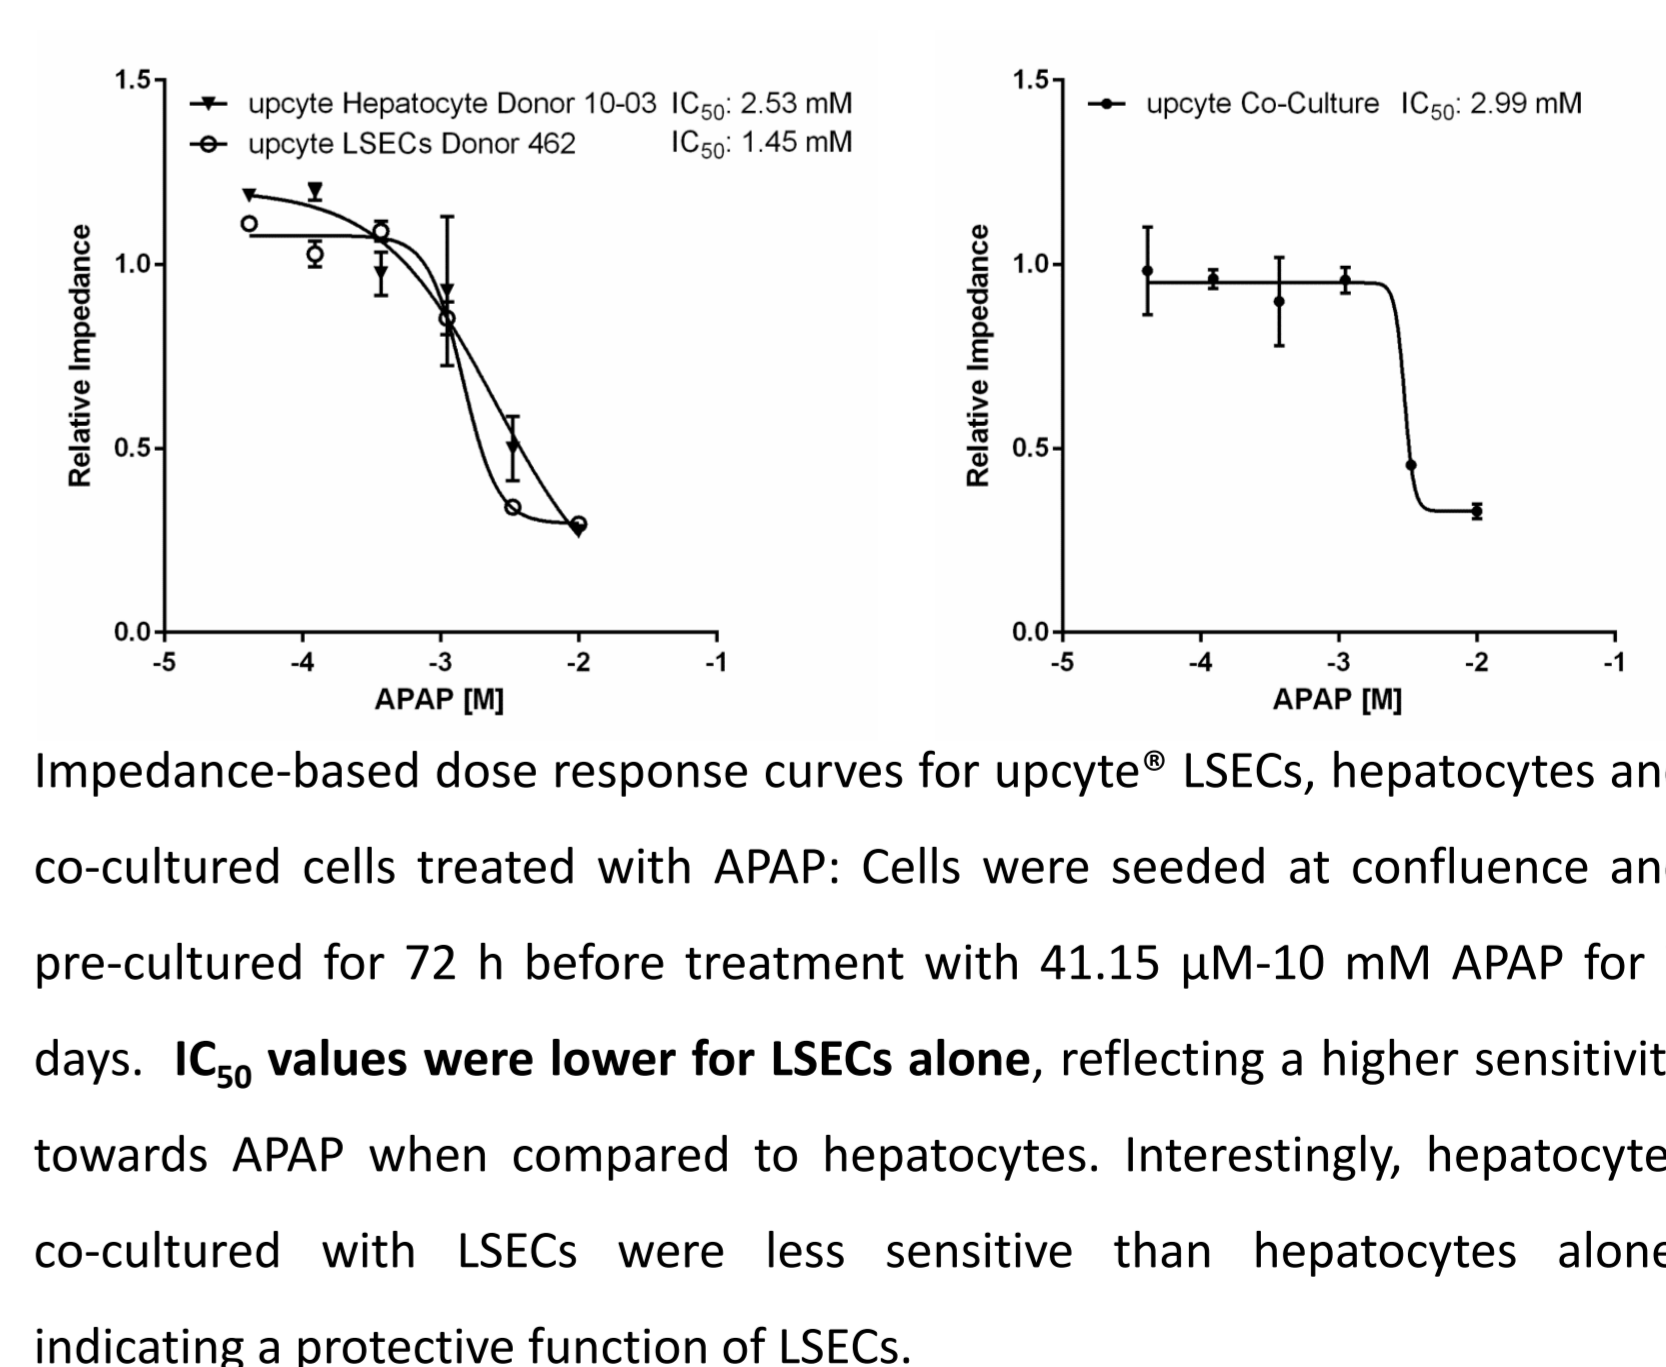 1.5
upcyte Hepatocyte Donor 10-03 IC50: 2.53 mM
upcyte LSECs Donor 462 IC50: 1.45 mM
1.0
0.5
0.0
-5 -4 -3 -2 -1
Relative Impedance
APAP [M]
1.5
upcyte Co-Culture IC50: 2.99 mM
1.0
0.5
0.0
-5 -4 -3 -2 -1
Relative Impedance
APAP [M]
Impedance-based dose response curves for upcyte® LSECs, hepatocytes an
co-cultured cells treated with APAP: Cells were seeded at confluence an
pre-cultured for 72 h before treatment with 41.15 µM-10 mM APAP for
days. IC50 values were lower for LSECs alone, reflecting a higher sensitivit
towards APAP when compared to hepatocytes. Interestingly, hepatocyte
co-cultured with LSECs were less sensitive than hepatocytes alone
indicating a protective function of LSECs.